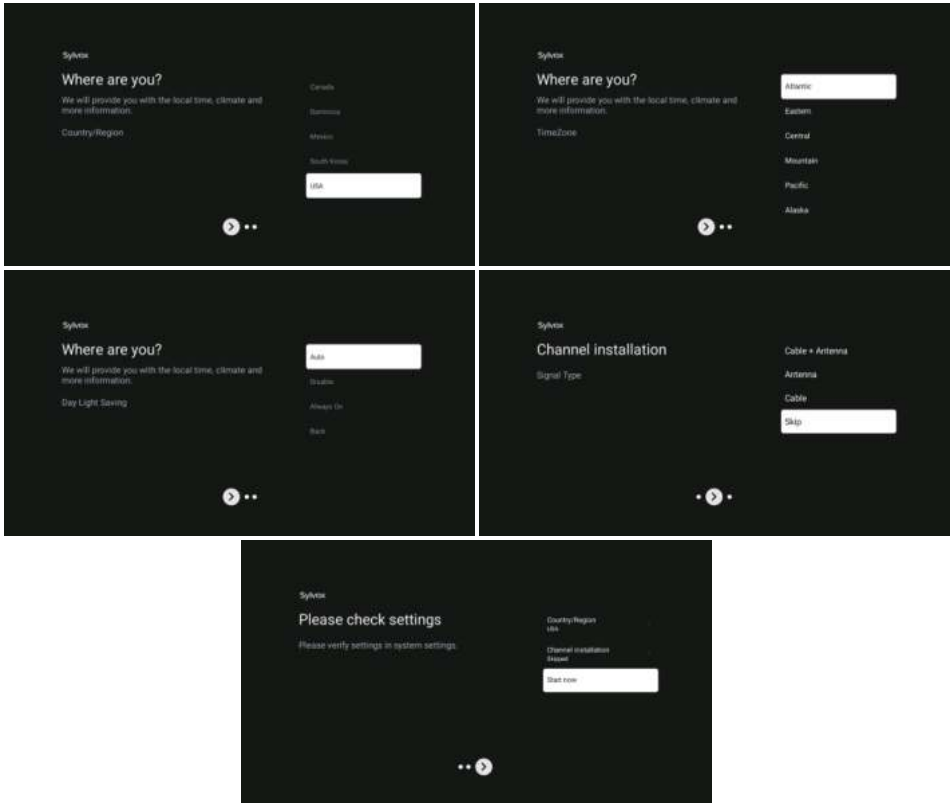 Sylvox
Where are you?
We will provide you with the local time, climate and
more information.
Country/Region
Canada
Dominica
Mexico
South Korea
USA
Sylvox
Where are you?
We will provide you with the local time, climate and
more information.
TimeZone
Atlantic
Eastern
Central
Mountain
Pacific
Alaska
Sylvox
Where are you?
We will provide you with the local time, climate and
more information.
Day Light Saving
Auto
Disable
Always On
Back
Sylvox
Channel installation
Signal Type
Cable + Antenna
Antenna
Cable
Skip
Sylvox
Please check settings
Please verify settings in system settings.
Country/Region
USA
Channel installation
Skipped
Start now